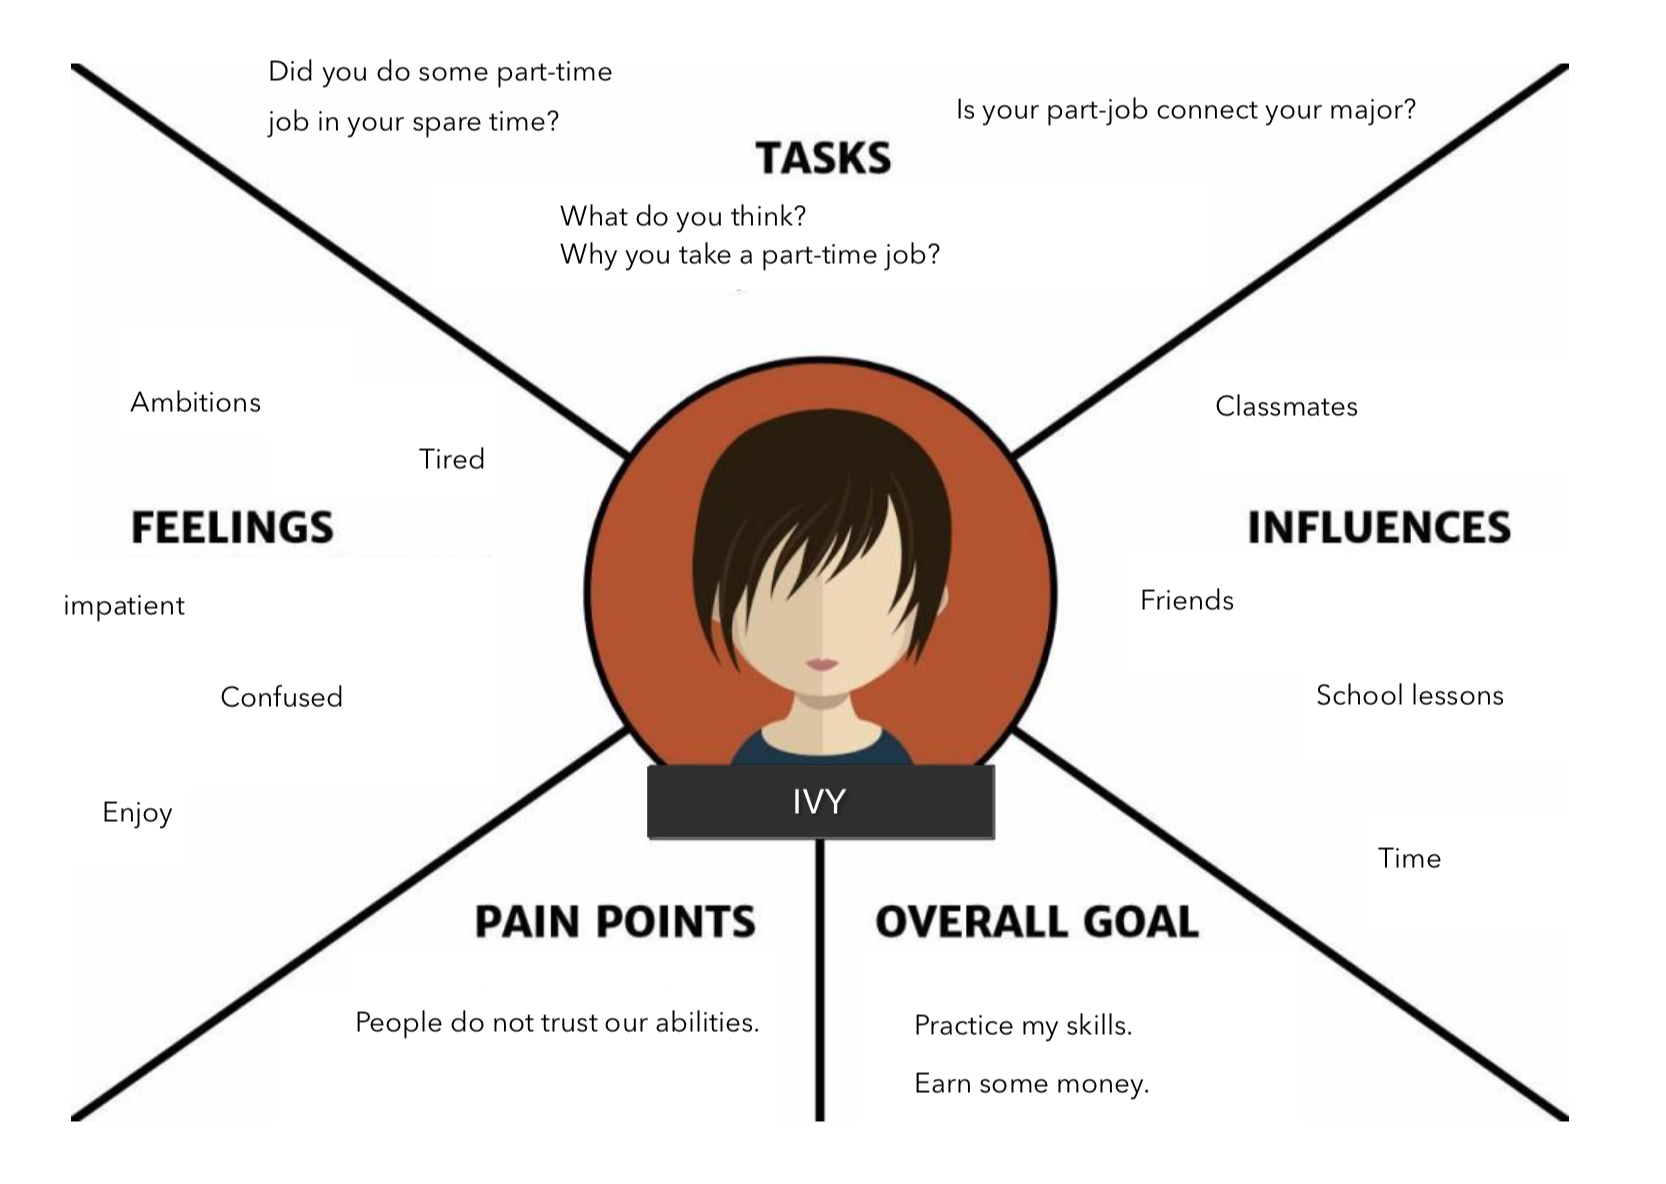 Did you do some part-time
job in your spare time?
Is your part-job connect your major?
TASKS
What do you think?
Why you take a part-time job?
Ambitions
Tired
FEELINGS
impatient
Confused
Enjoy
Classmates
INFLUENCES
Friends
School lessons
Time
IVY
PAIN POINTS
People do not trust our abilities.
OVERALL GOAL
Practice my skills.
Earn some money.